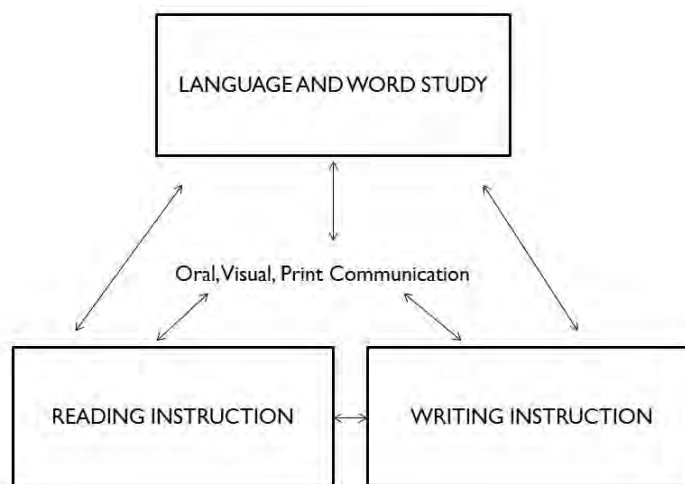 LANGUAGE AND WORD STUDY
Oral, Visual, Print Communication
READING INSTRUCTION
WRITING INSTRUCTION